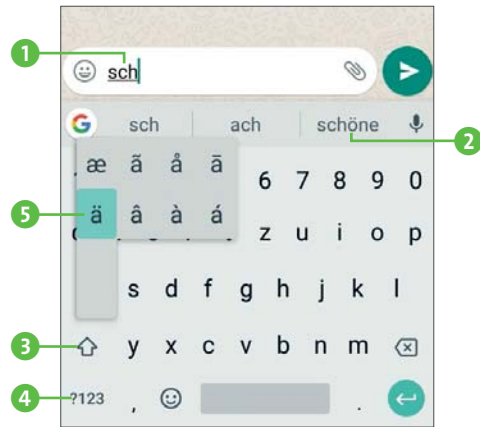 1
sch
G sch ach schöne
2
æ ã å ā 6 7 8 9 0
5
ä â à á z u i o p
s d f g h j k l
3
y x c v b n m
4
?123 , .